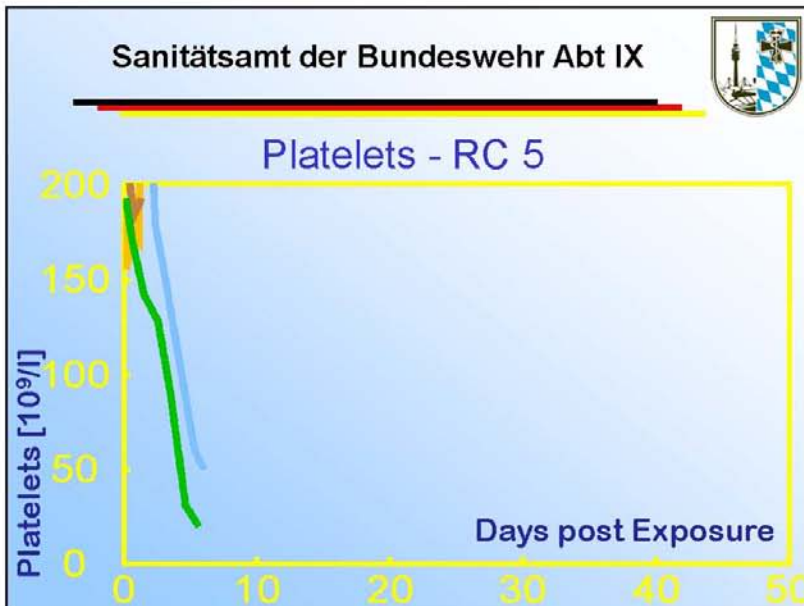 Sanitätsamt der Bundeswehr Abt IX
Platelets - RC 5
200
150
100
50
0
Platelets [10⁹/l]
Days post Exposure
0 10 20 30 40 50